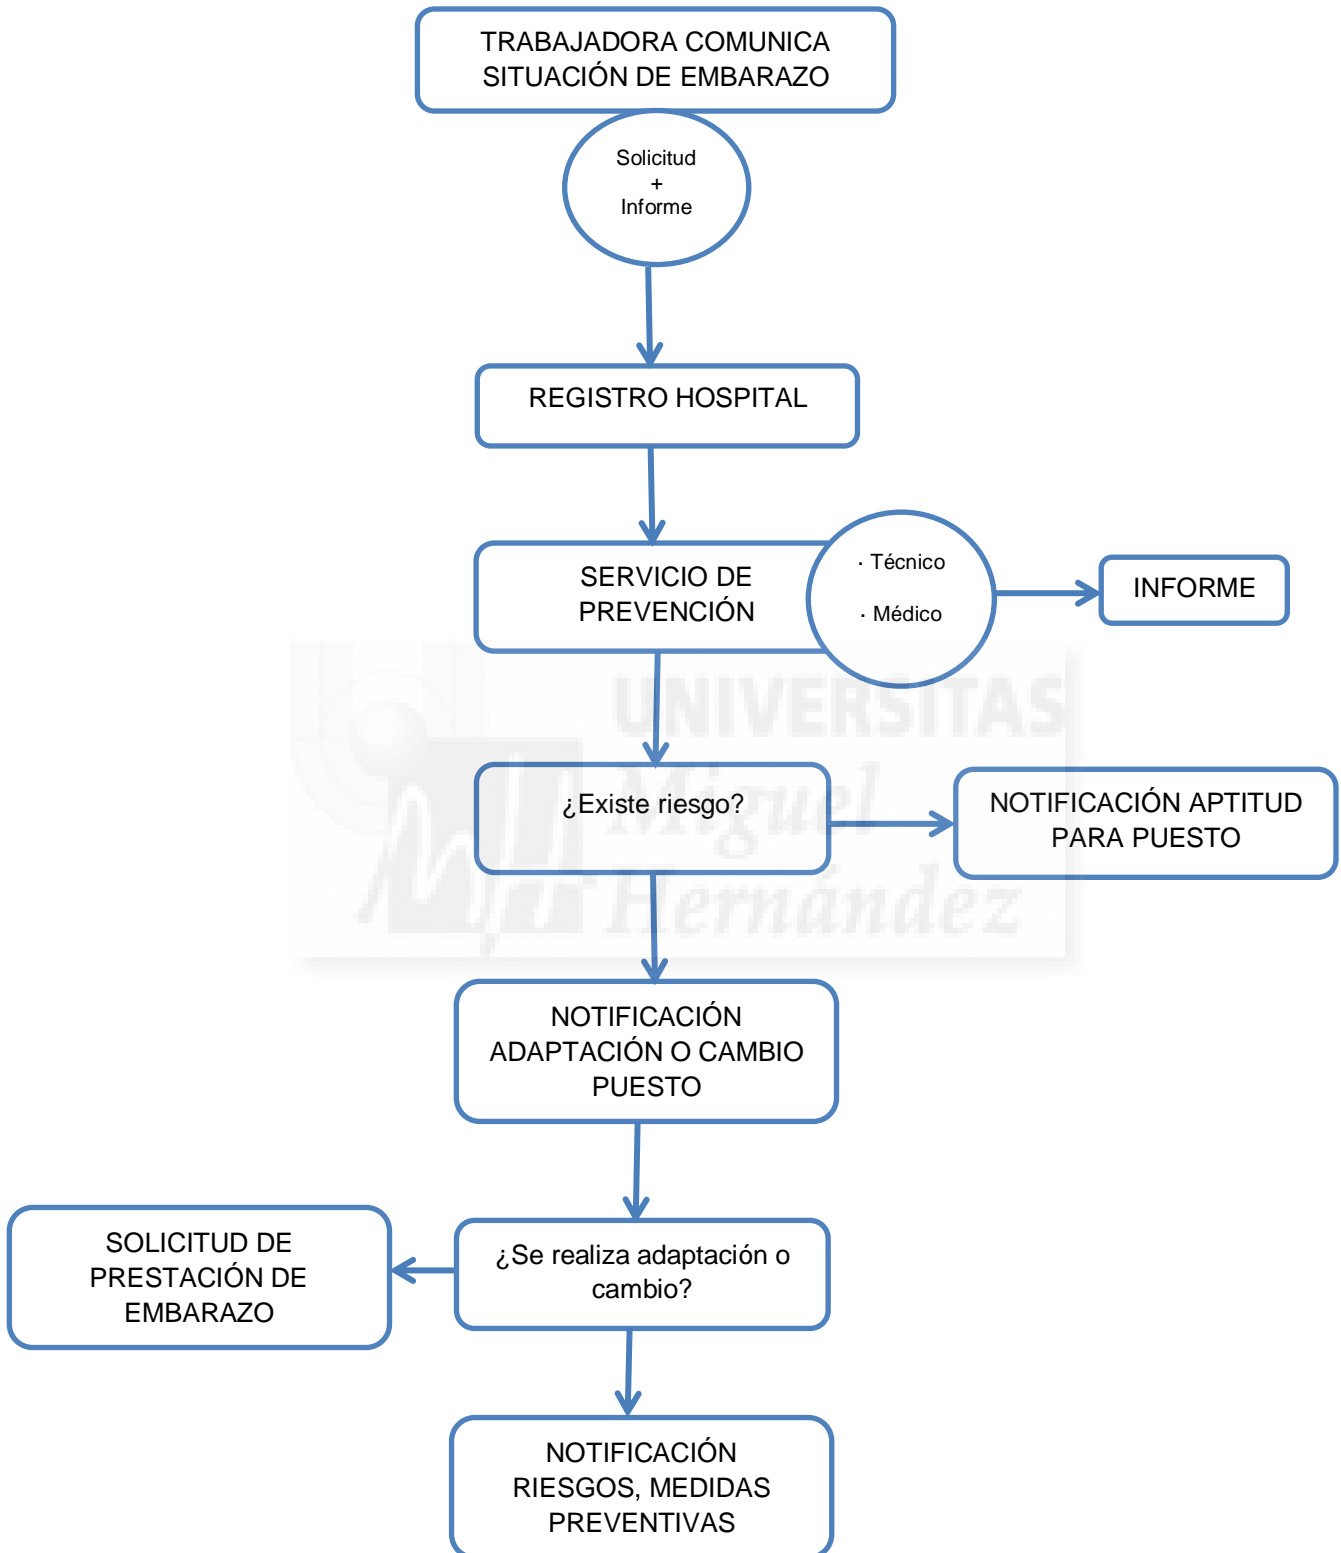 TRABAJADORA COMUNICA
SITUACIÓN DE EMBARAZO
Solicitud
+
Informe
REGISTRO HOSPITAL
SERVICIO DE
PREVENCIÓN
· Técnico
· Médico
INFORME
UNIVERSITAS
Miguel
Hernández
¿Existe riesgo?
NOTIFICACIÓN APTITUD
PARA PUESTO
NOTIFICACIÓN
ADAPTACIÓN O CAMBIO
PUESTO
SOLICITUD DE
PRESTACIÓN DE
EMBARAZO
¿Se realiza adaptación o
cambio?
NOTIFICACIÓN
RIESGOS, MEDIDAS
PREVENTIVAS